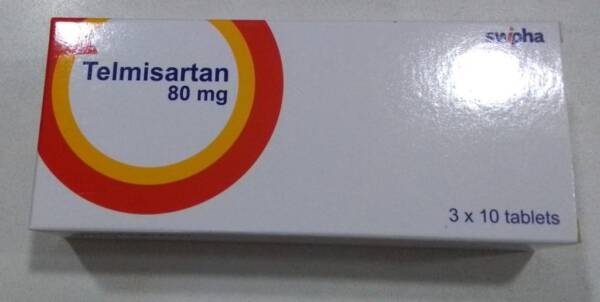 swipha
Telmisartan
80 mg
3 x 10 tablets